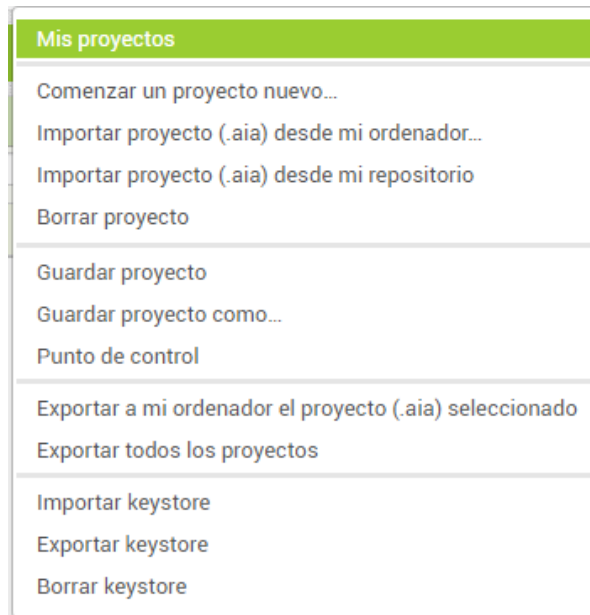 Mis proyectos
Comenzar un proyecto nuevo...
Importar proyecto (.aia) desde mi ordenador...
Importar proyecto (.aia) desde mi repositorio
Borrar proyecto
Guardar proyecto
Guardar proyecto como...
Punto de control
Exportar a mi ordenador el proyecto (.aia) seleccionado
Exportar todos los proyectos
Importar keystore
Exportar keystore
Borrar keystore